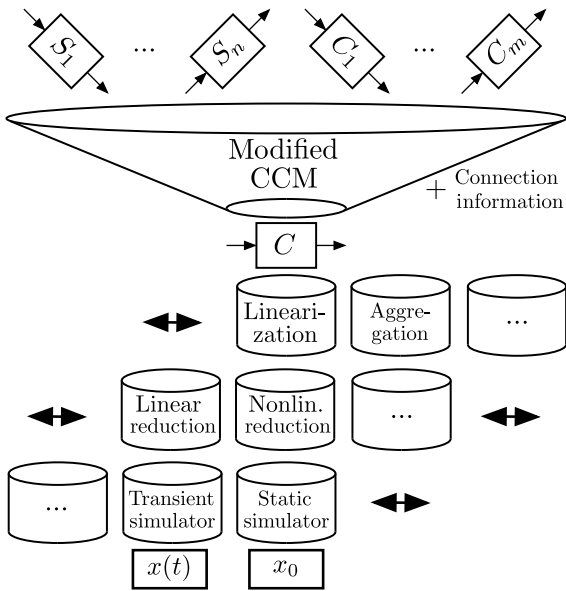 S₁ ... Sₙ C₁ ... Cₘ
Modified
CCM
+ Connection
information
C
Lineari-
zation
Aggre-
gation
...
Linear
reduction
Nonlin.
reduction
...
...
Transient
simulator
Static
simulator
x(t)
x₀